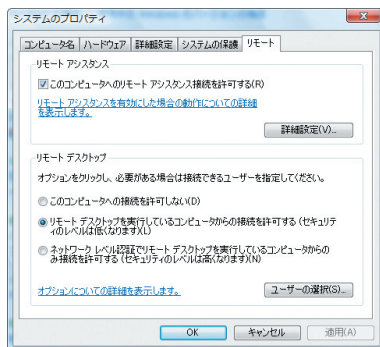 システムのプロパティ
コンピュータ名 ハードウェア 詳細設定 システムの保護 リモート
リモート アシスタンス
このコンピュータへのリモート アシスタンス接続を許可する(R)
リモート アシスタンスを有効にした場合の動作についての詳細
を表示します。
詳細設定(V)...
リモート デスクトップ
オプションをクリックし、必要がある場合は接続できるユーザーを指定してください。
このコンピュータへの接続を許可しない(D)
リモート デスクトップを実行しているコンピュータからの接続を許可する (セキュリテ
ィのレベルは低くなります)(L)
ネットワーク レベル認証でリモート デスクトップを実行しているコンピュータからの
み接続を許可する (セキュリティのレベルは高くなります)(N)
オプションについての詳細を表示します。
ユーザーの選択(S)...
OK キャンセル 適用(A)